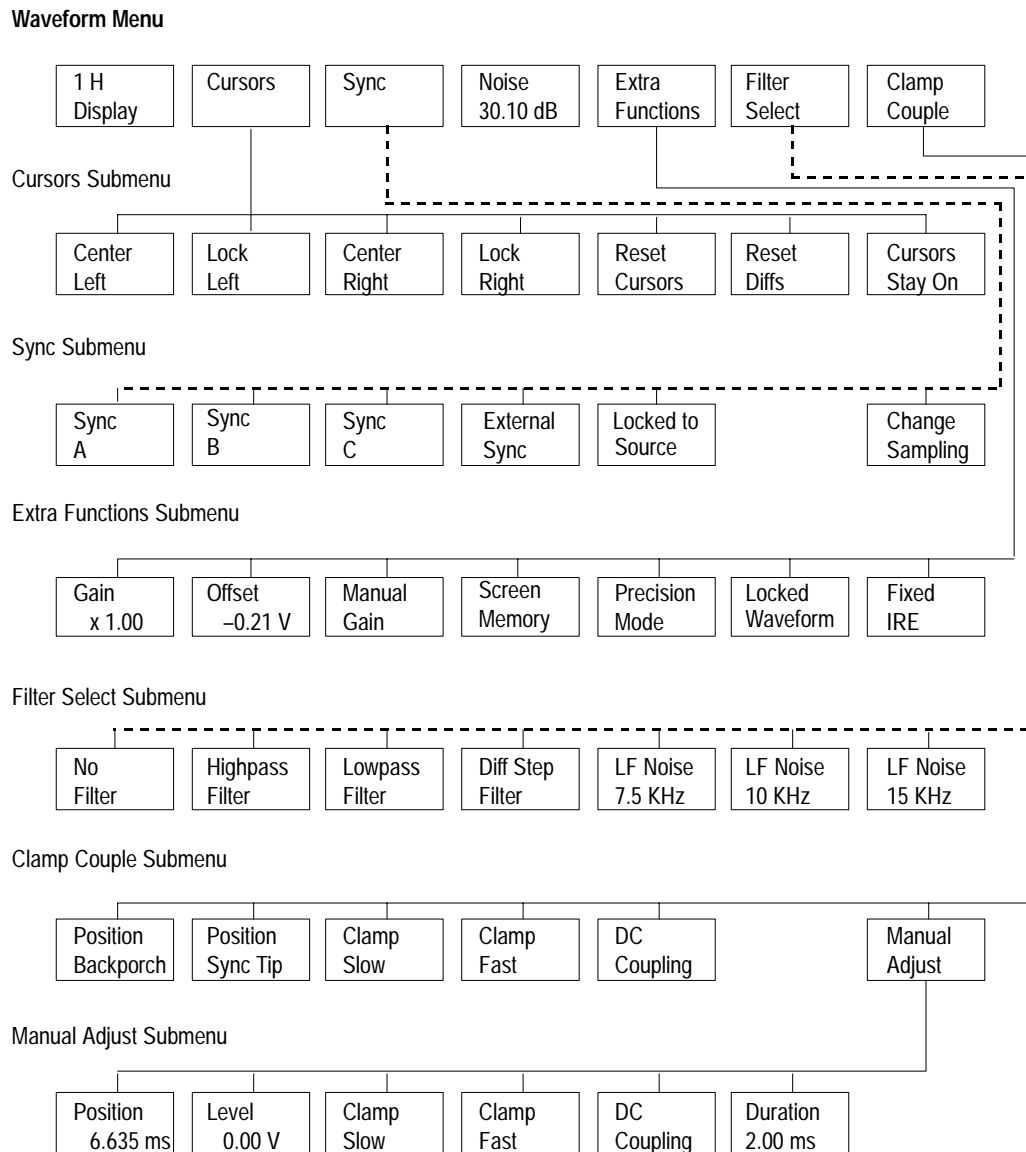 Waveform Menu
1 H
Display
Cursors
Sync
Noise
30.10 dB
Extra
Functions
Filter
Select
Clamp
Couple
Cursors Submenu
Center
Left
Lock
Left
Center
Right
Lock
Right
Reset
Cursors
Reset
Diffs
Cursors
Stay On
Sync Submenu
Sync
A
Sync
B
Sync
C
External
Sync
Locked to
Source
Change
Sampling
Extra Functions Submenu
Gain
x 1.00
Offset
–0.21 V
Manual
Gain
Screen
Memory
Precision
Mode
Locked
Waveform
Fixed
IRE
Filter Select Submenu
No
Filter
Highpass
Filter
Lowpass
Filter
Diff Step
Filter
LF Noise
7.5 KHz
LF Noise
10 KHz
LF Noise
15 KHz
Clamp Couple Submenu
Position
Backporch
Position
Sync Tip
Clamp
Slow
Clamp
Fast
DC
Coupling
Manual
Adjust
Manual Adjust Submenu
Position
6.635 ms
Level
0.00 V
Clamp
Slow
Clamp
Fast
DC
Coupling
Duration
2.00 ms